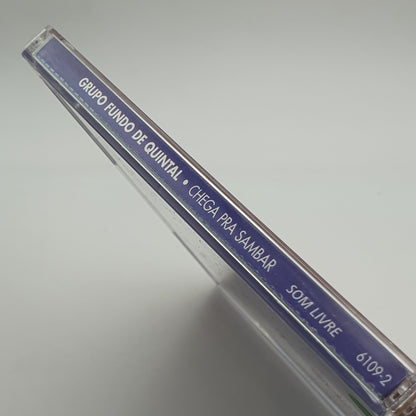 GRUPO FUNDO DE QUINTAL • CHEGA PRA SAMBAR SOM LIVRE 6109-2